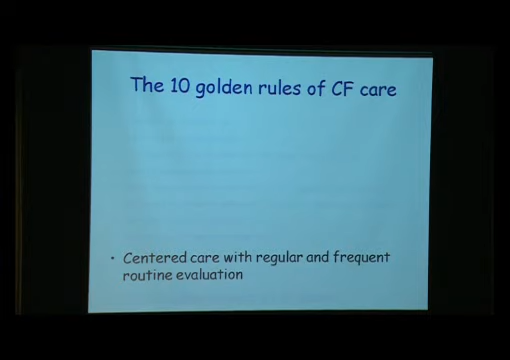 The 10 golden rules of CF care
• Centered care with regular and frequent
routine evaluation